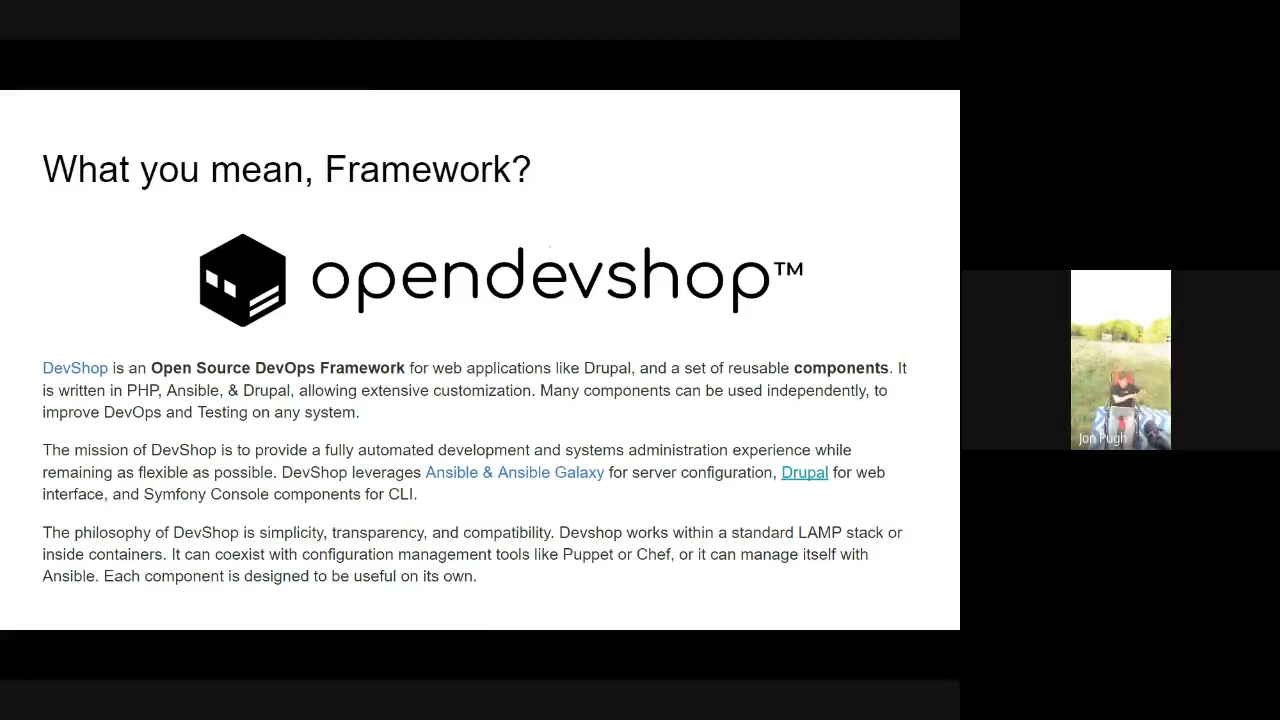 What you mean, Framework?
opendevshop™
DevShop is an Open Source DevOps Framework for web applications like Drupal, and a set of reusable components. It
is written in PHP, Ansible, & Drupal, allowing extensive customization. Many components can be used independently, to
improve DevOps and Testing on any system.
The mission of DevShop is to provide a fully automated development and systems administration experience while
remaining as flexible as possible. DevShop leverages Ansible & Ansible Galaxy for server configuration, Drupal for web
interface, and Symfony Console components for CLI.
The philosophy of DevShop is simplicity, transparency, and compatibility. Devshop works within a standard LAMP stack or
inside containers. It can coexist with configuration management tools like Puppet or Chef, or it can manage itself with
Ansible. Each component is designed to be useful on its own.
Jon Pugh